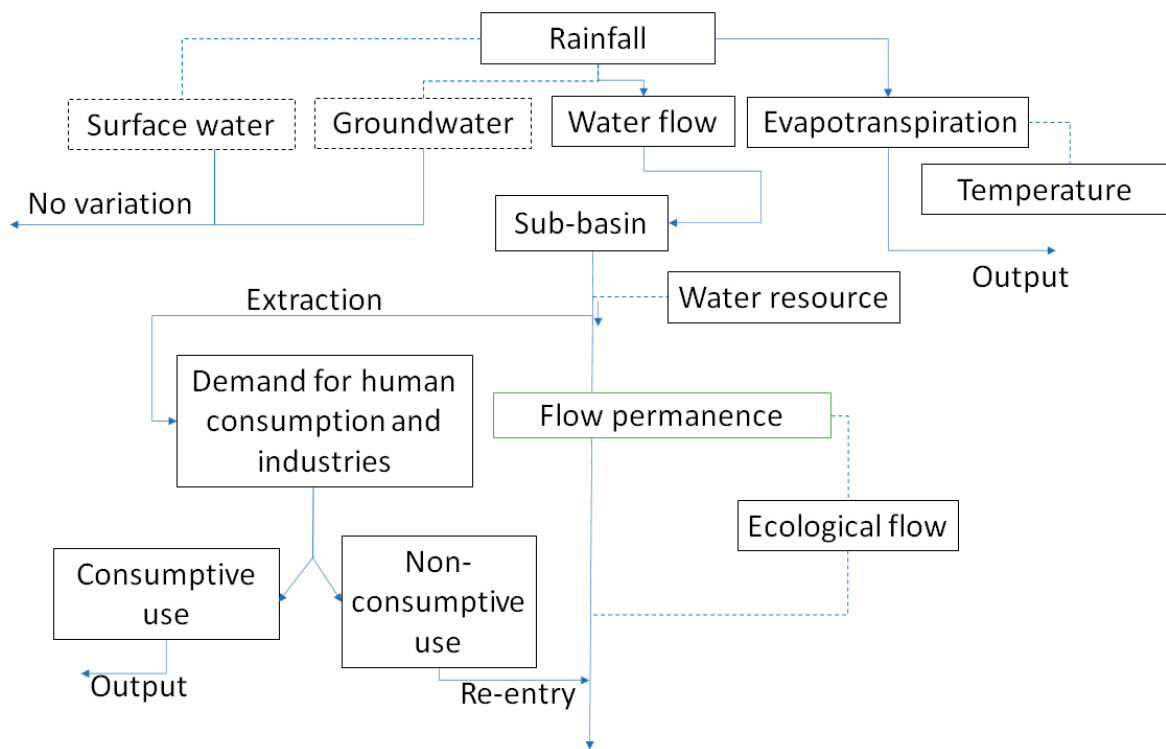 Rainfall
Surface water
Groundwater
Water flow
Evapotranspiration
Temperature
No variation
Sub-basin
Output
Water resource
Extraction
Demand for human
consumption and
industries
Flow permanence
Ecological flow
Consumptive
use
Non-
consumptive
use
Output
Re-entry